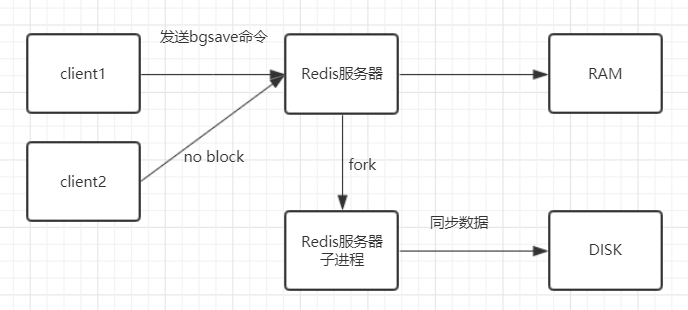 发送bgsave命令
client1
Redis服务器
RAM
client2
no block
fork
Redis服务器
子进程
同步数据
DISK